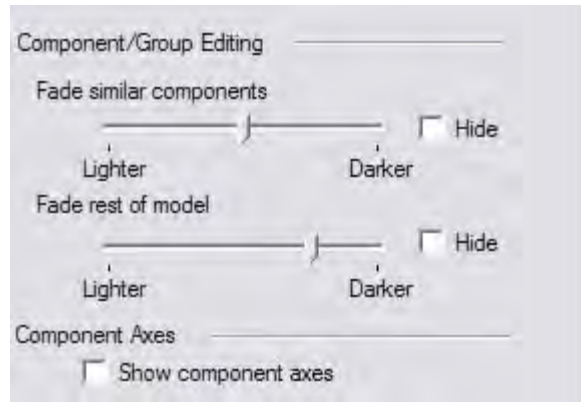 Component/Group Editing
Fade similar components
Hide
Lighter Darker
Fade rest of model
Hide
Lighter Darker
Component Axes
Show component axes